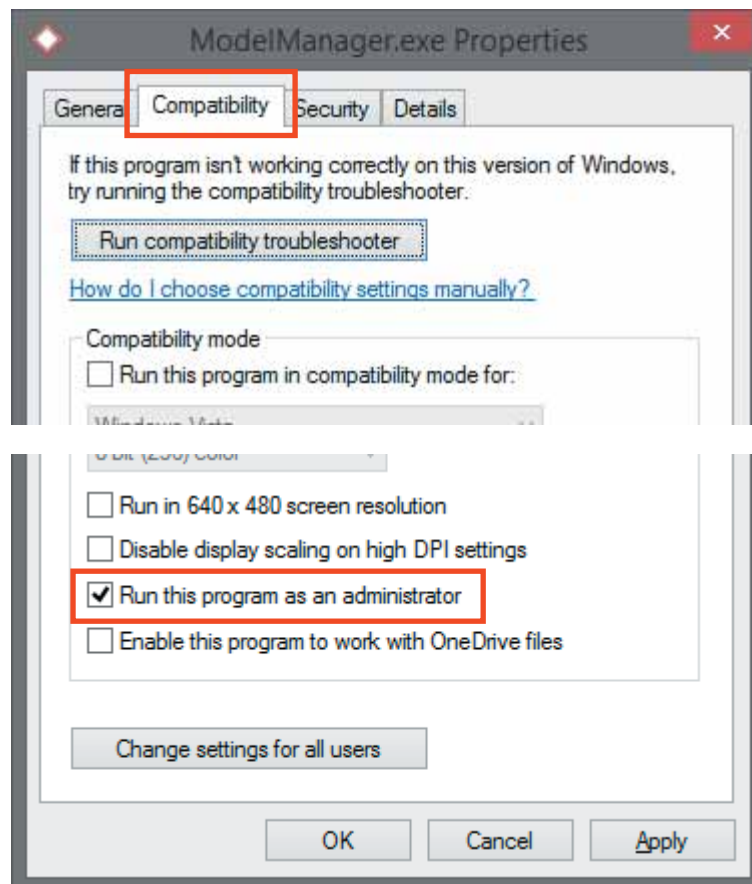 ModelManager.exe Properties
General Compatibility Security Details
If this program isn't working correctly on this version of Windows,
try running the compatibility troubleshooter.
Run compatibility troubleshooter
How do I choose compatibility settings manually?
Compatibility mode
Run this program in compatibility mode for:
Windows Vista
Run in 640 x 480 screen resolution
Disable display scaling on high DPI settings
Run this program as an administrator
Enable this program to work with OneDrive files
Change settings for all users
OK Cancel Apply